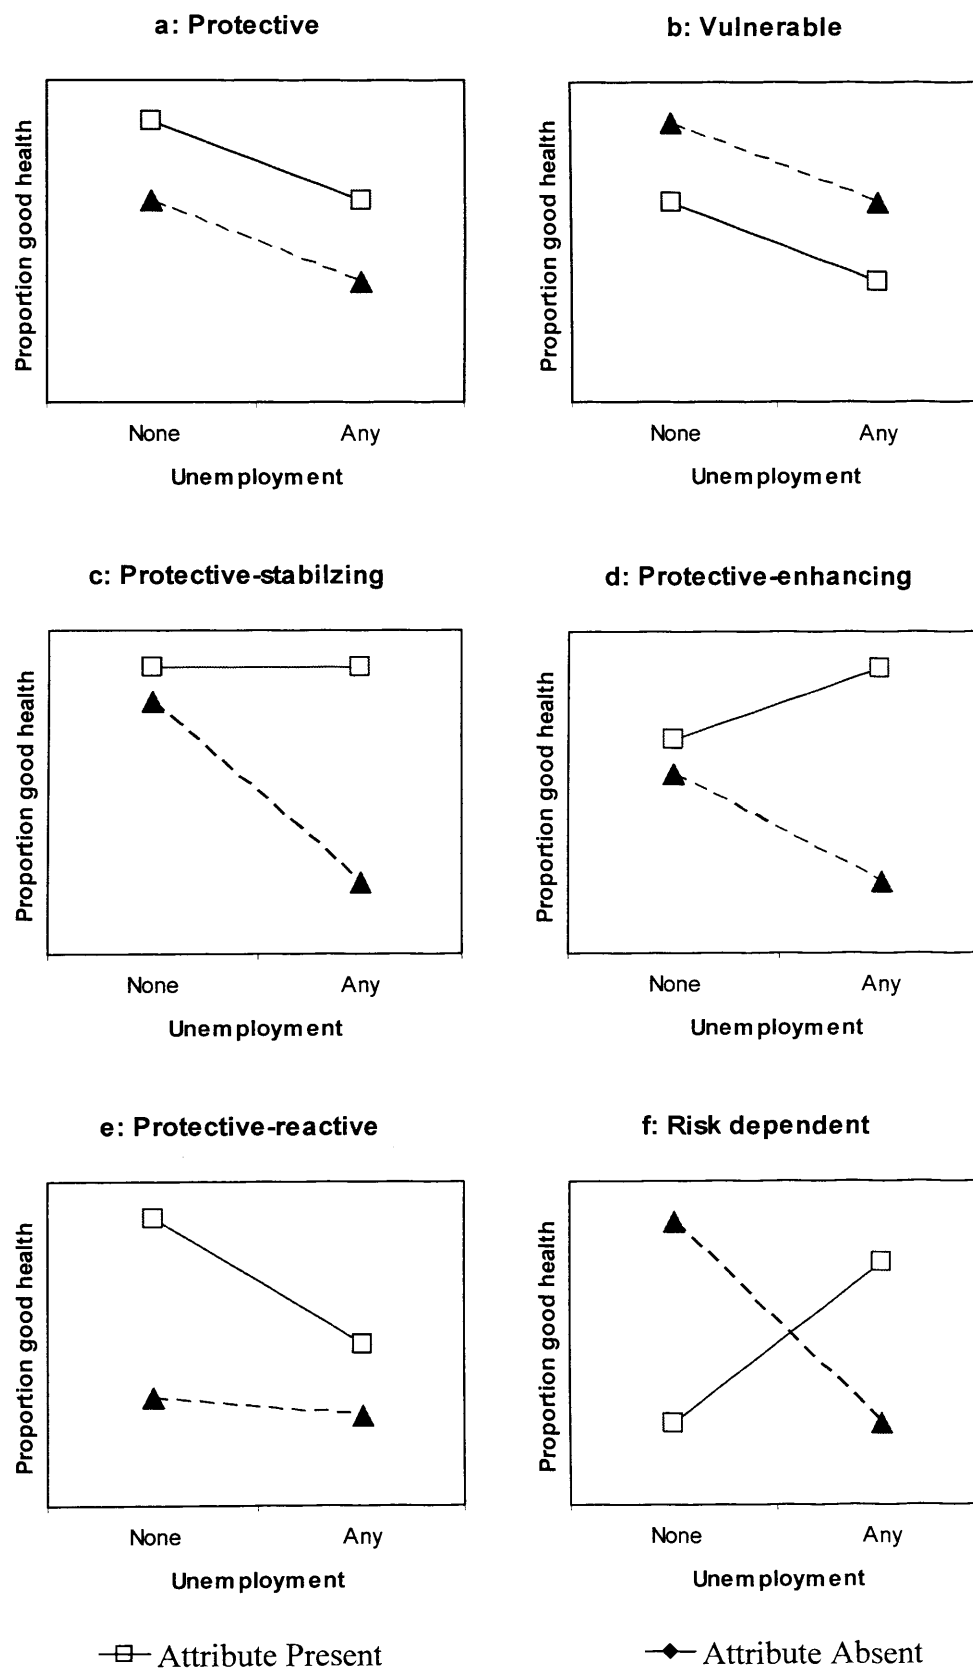 a: Protective
b: Vulnerable
Proportion good health
Proportion good health
None Any
None Any
Unemployment
Unemployment
c: Protective-stabilzing
d: Protective-enhancing
Proportion good health
Proportion good health
None Any
None Any
Unemployment
Unemployment
e: Protective-reactive
f: Risk dependent
Proportion good health
Proportion good health
None Any
None Any
Unemployment
Unemployment
Attribute Present
Attribute Absent